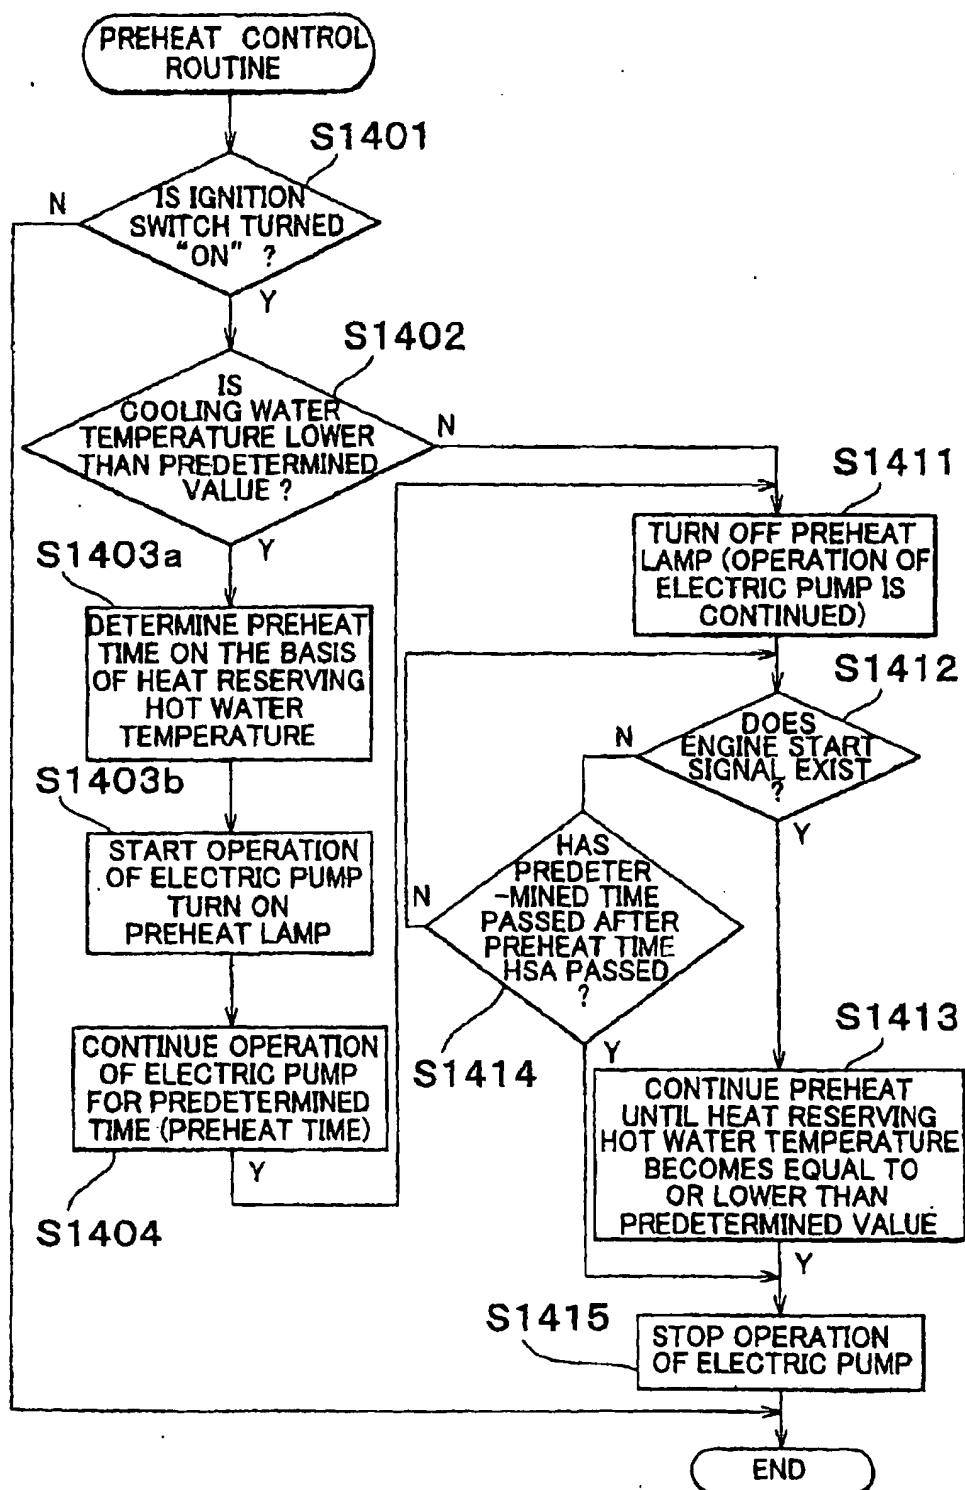 PREHEAT CONTROL
ROUTINE
S1401
N
IS IGNITION
SWITCH TURNED
"ON" ?
Y
S1402
IS
COOLING WATER
TEMPERATURE LOWER
THAN PREDETERMINED
VALUE ?
N
Y
S1403a
DETERMINE PREHEAT
TIME ON THE BASIS
OF HEAT RESERVING
HOT WATER
TEMPERATURE
S1403b
START OPERATION
OF ELECTRIC PUMP
TURN ON
PREHEAT LAMP
CONTINUE OPERATION
OF ELECTRIC PUMP
FOR PREDETERMINED
TIME (PREHEAT TIME)
Y
S1404
S1411
TURN OFF PREHEAT
LAMP (OPERATION OF
ELECTRIC PUMP IS
CONTINUED)
S1412
DOES
ENGINE START
SIGNAL EXIST
?
N
Y
HAS
PREDETER
-MINED TIME
PASSED AFTER
PREHEAT TIME
HSA PASSED
?
N
Y
S1414
S1413
CONTINUE PREHEAT
UNTIL HEAT RESERVING
HOT WATER TEMPERATURE
BECOMES EQUAL TO
OR LOWER THAN
PREDETERMINED VALUE
Y
S1415
STOP OPERATION
OF ELECTRIC PUMP
END